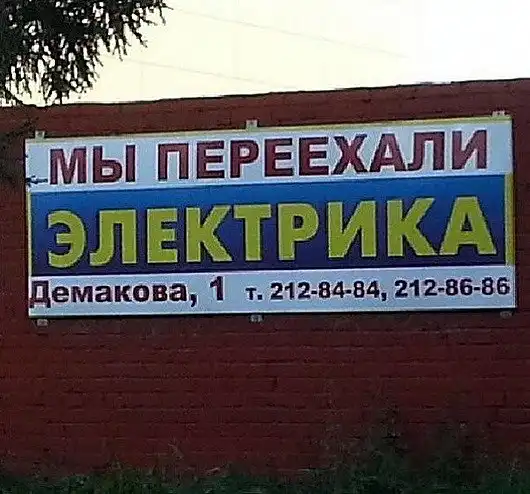 МЫ ПЕРЕЕХАЛИ
ЭЛЕКТРИКА
Демакова, 1 т. 212-84-84, 212-86-86